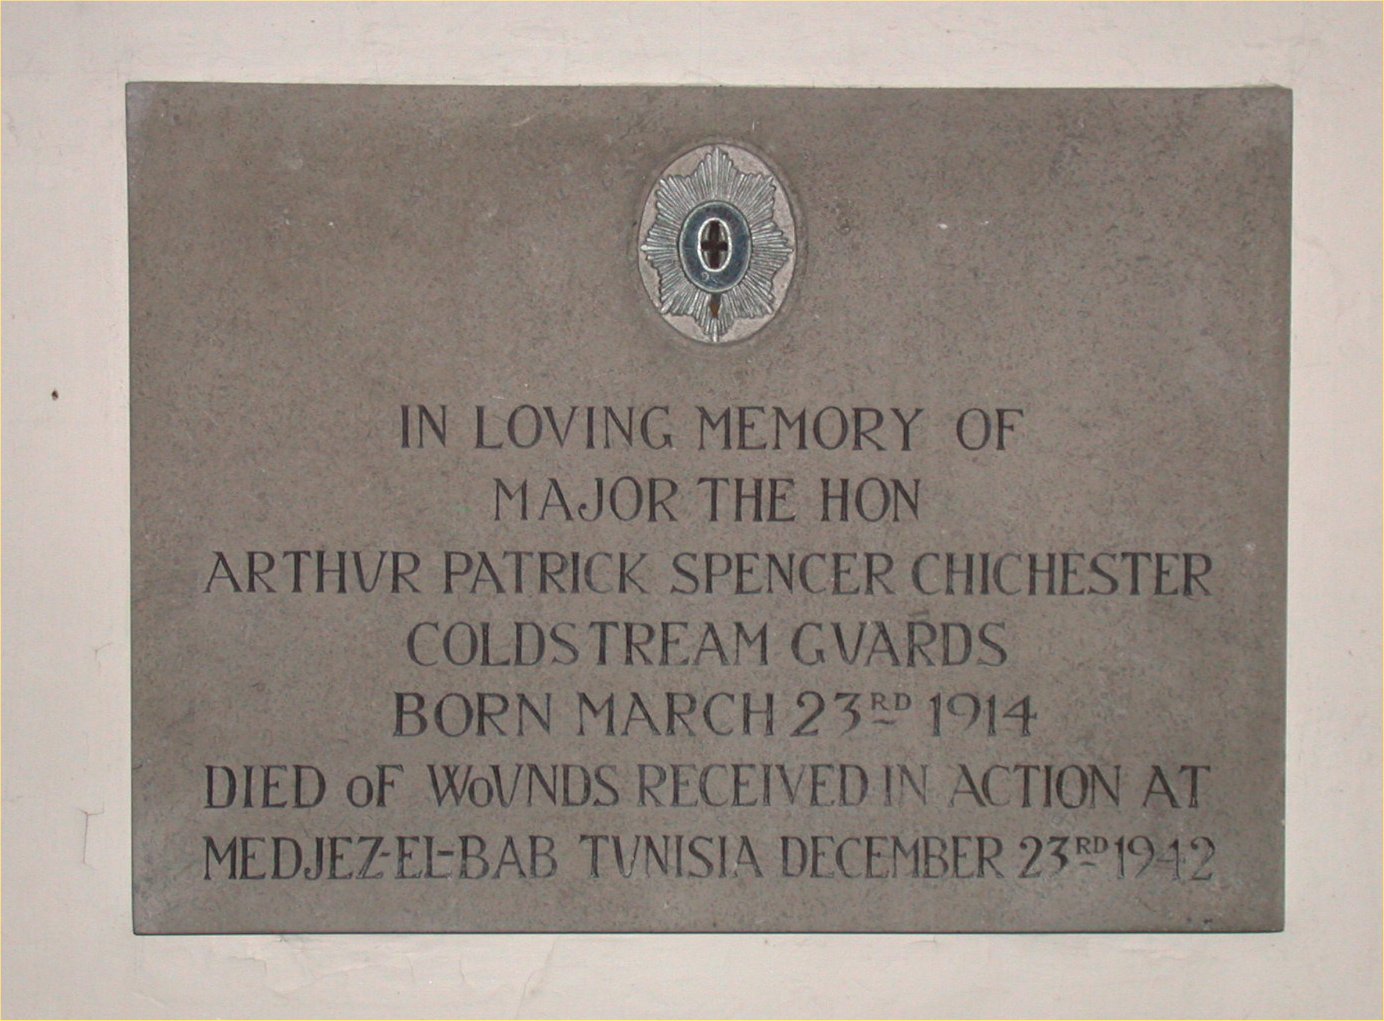 IN LOVING MEMORY OF
MAJOR THE HON
ARTHVR PATRICK SPENCER CHICHESTER
COLDSTREAM GVARDS
BORN MARCH 23RD 1914
DIED OF WOVNDS RECEIVED IN ACTION AT
MEDJEZ-EL-BAB TVNISIA DECEMBER 23RD 1942